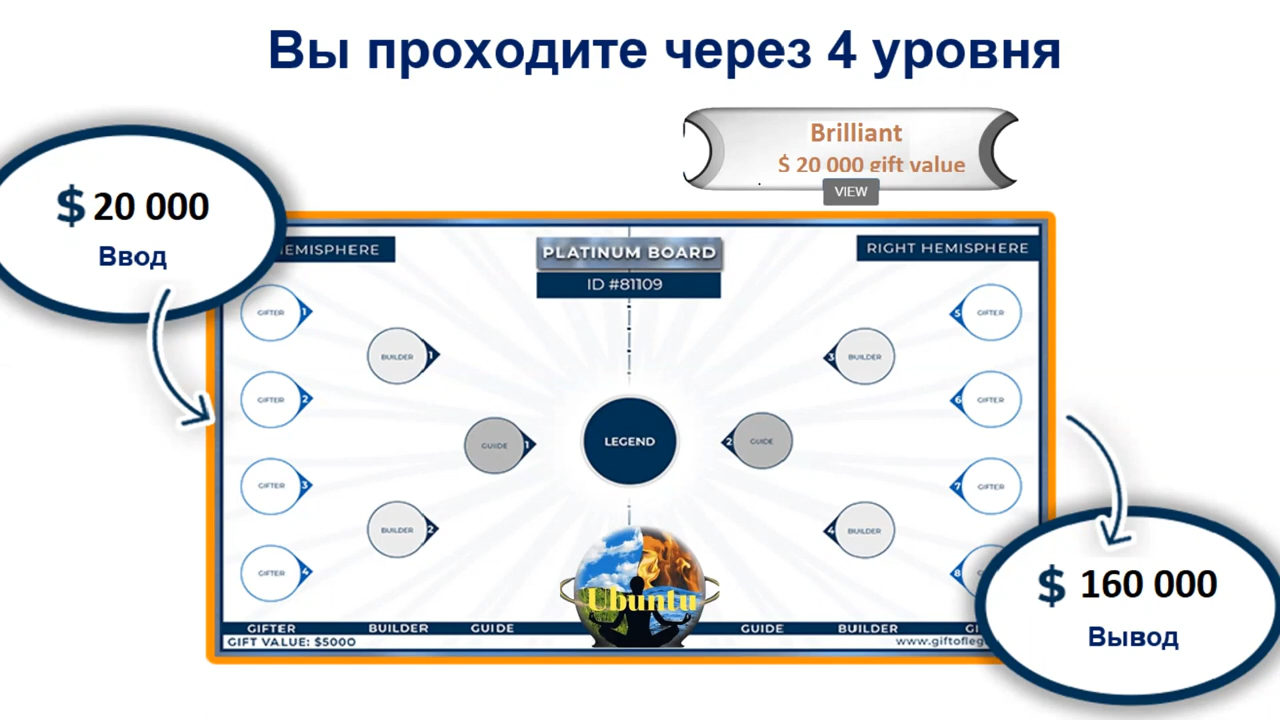 Вы проходите через 4 уровня
Brilliant
$ 20 000 gift value
VIEW
$ 20 000
Ввод
HEMISPHERE
PLATINUM BOARD
ID #81109
RIGHT HEMISPHERE
GIFTER 1
BUILDER 1
3 BUILDER
5 GIFTER
GIFTER 2
6 GIFTER
GUIDE 1
LEGEND
2 GUIDE
GIFTER 3
7 GIFTER
BUILDER 2
4 BUILDER
GIFTER 4
8
Ubuntu
$ 160 000
Вывод
GIFTER BUILDER GUIDE GUIDE BUILDER
GIFT VALUE: $5000